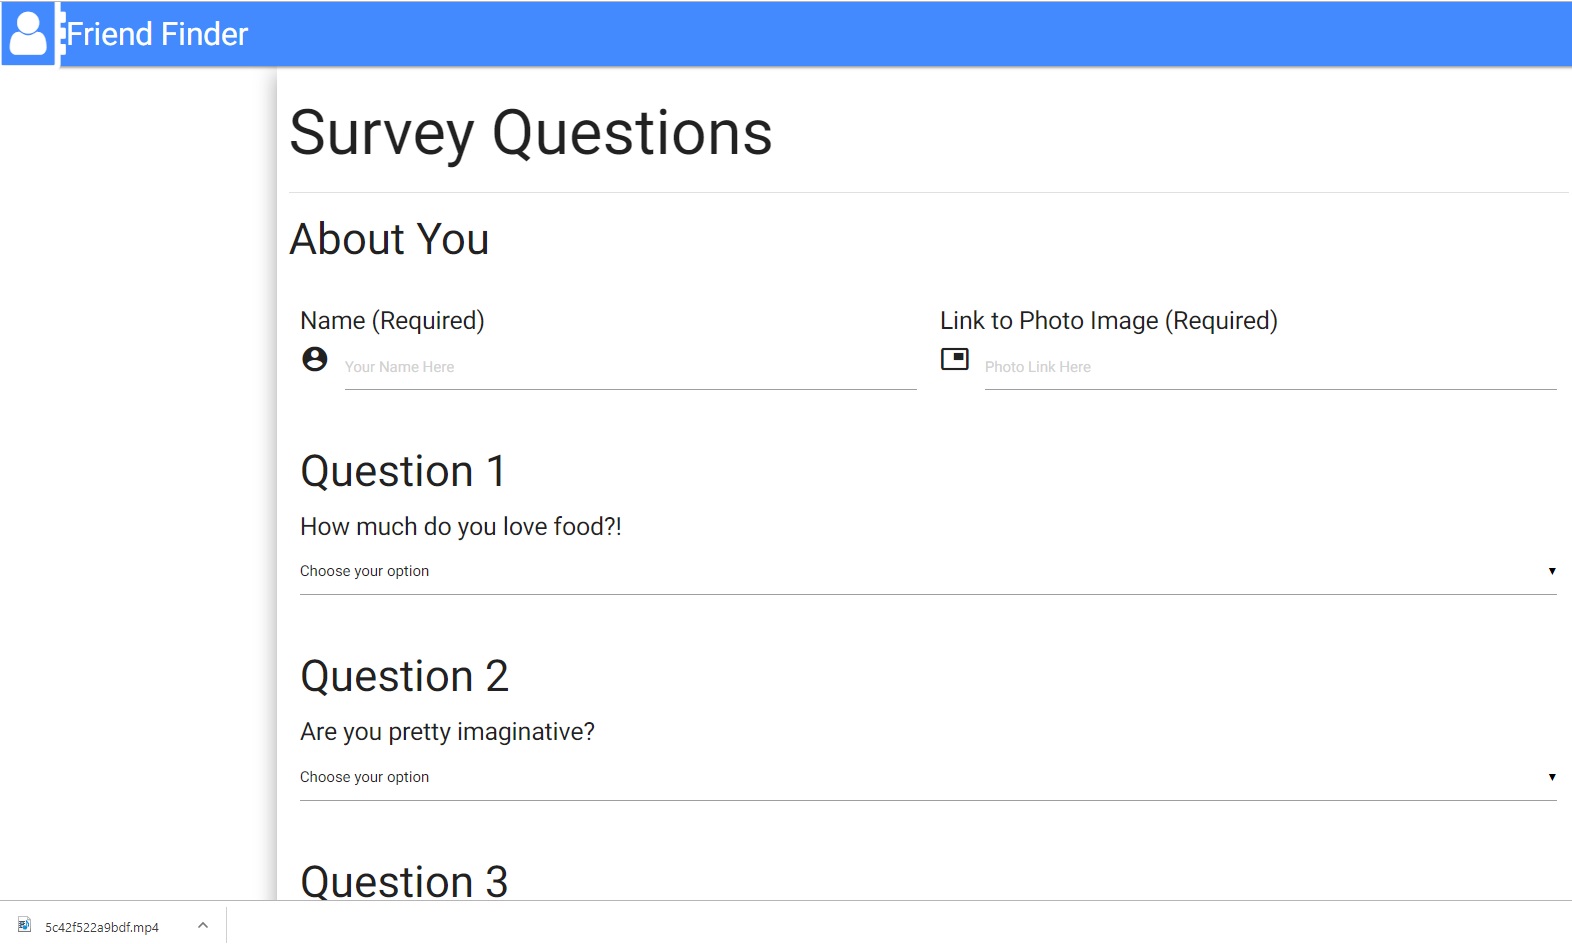 Friend Finder
Survey Questions
About You
Name (Required)
Link to Photo Image (Required)
Your Name Here
Photo Link Here
Question 1
How much do you love food?!
Choose your option
Question 2
Are you pretty imaginative?
Choose your option
Question 3
5c42f522a9bdf.mp4